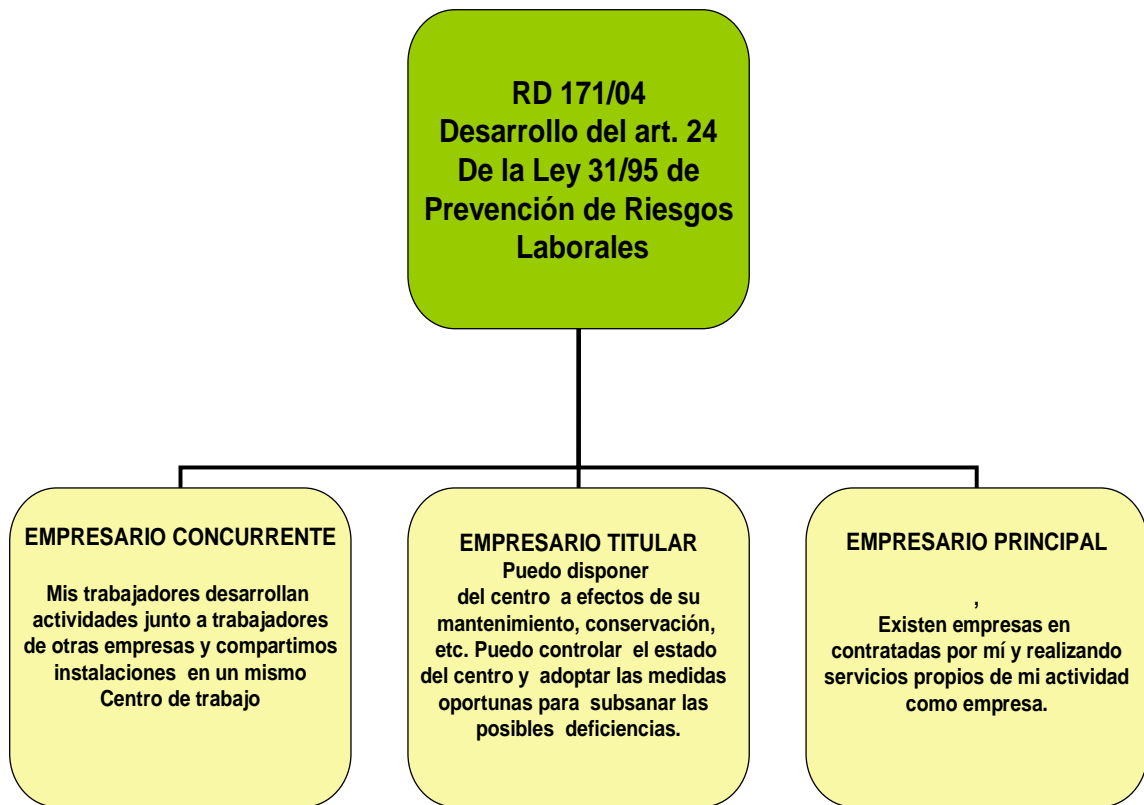 RD 171/04
Desarrollo del art. 24
De la Ley 31/95 de
Prevención de Riesgos
Laborales
EMPRESARIO CONCURRENTE
Mis trabajadores desarrollan
actividades junto a trabajadores
de otras empresas y compartimos
instalaciones en un mismo
Centro de trabajo
EMPRESARIO TITULAR
Puedo disponer
del centro a efectos de su
mantenimiento, conservación,
etc. Puedo controlar el estado
del centro y adoptar las medidas
oportunas para subsanar las
posibles deficiencias.
EMPRESARIO PRINCIPAL
,
Existen empresas en
contratadas por mí y realizando
servicios propios de mi actividad
como empresa.